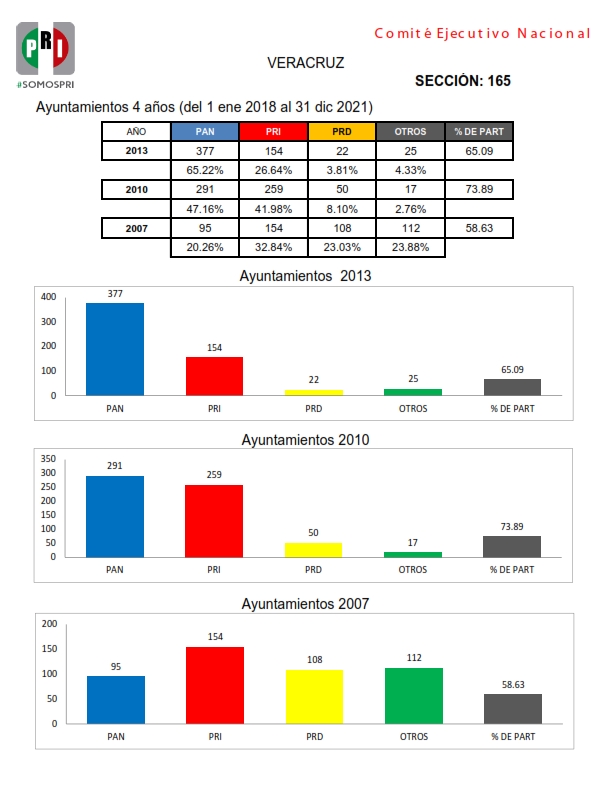 Comité Ejecutivo Nacional
PRI
#SOMOSPRI
VERACRUZ
SECCIÓN: 165
Ayuntamientos 4 años (del 1 ene 2018 al 31 dic 2021)
AÑO PAN PRI PRD OTROS % DE PART
2013 377 154 22 25 65.09
65.22% 26.64% 3.81% 4.33%
2010 291 259 50 17 73.89
47.16% 41.98% 8.10% 2.76%
2007 95 154 108 112 58.63
20.26% 32.84% 23.03% 23.88%
Ayuntamientos 2013
400
300
200
100
0
377
154
22
25
65.09
PAN PRI PRD OTROS % DE PART
Ayuntamientos 2010
350
300
250
200
150
100
50
0
291
259
50
17
73.89
PAN PRI PRD OTROS % DE PART
Ayuntamientos 2007
200
150
100
50
0
95
154
108
112
58.63
PAN PRI PRD OTROS % DE PART